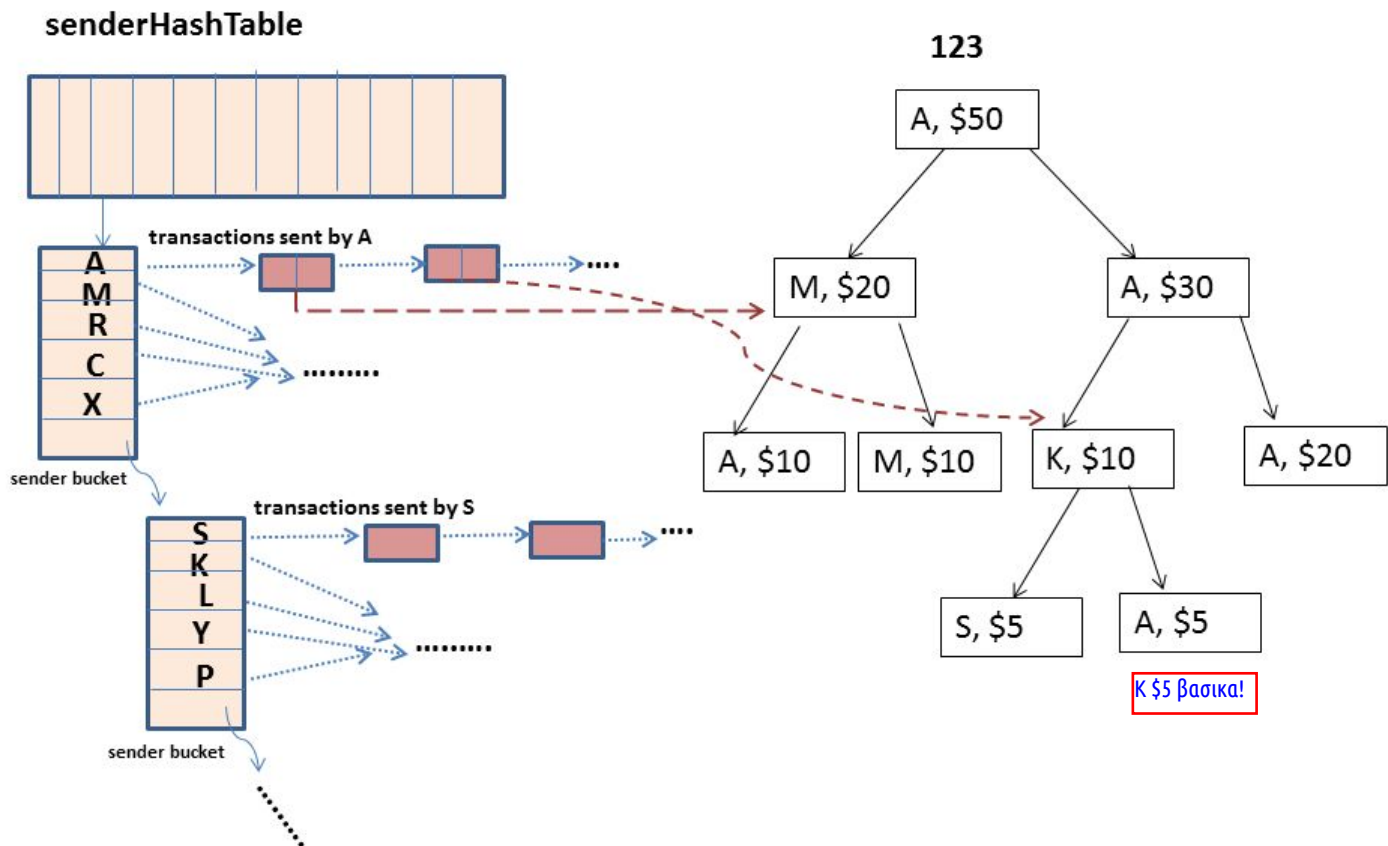 senderHashTable
123
A, $50
transactions sent by A
....
A
M
R
C
X
.........
M, $20
A, $30
A, $10
M, $10
K, $10
A, $20
sender bucket
transactions sent by S
....
S
K
L
Y
P
.........
S, $5
A, $5
K $5 βασικα!
sender bucket